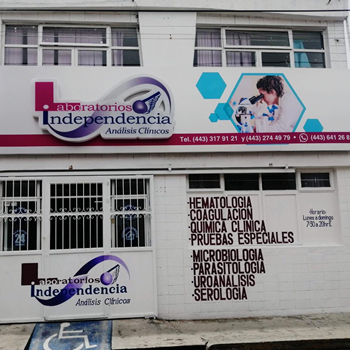 Laboratorios
Independencia
Análisis Clínicos
Tel. (443) 317 91 21 y (443) 274 49 79 • (443) 641 26 8
·HEMATOLOGIA
·COAGULACION
·QUIMICA CLINICA
·PRUEBAS ESPECIALES
·MICROBIOLOGIA
·PARASITOLOGIA
·UROANALISIS
·SEROLOGIA
Horario
Lunes a domingo
7:30 a 20hrs.
24
Laboratorios
Independencia
Análisis Clínicos